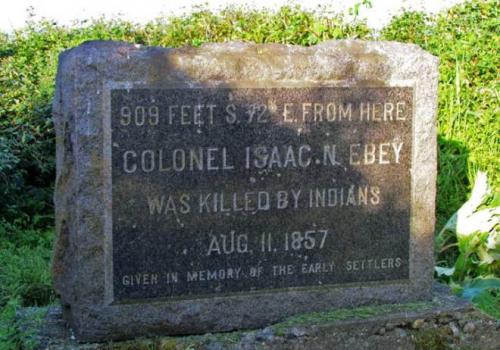 909 FEET S. 72° E. FROM HERE
COLONEL ISAAC N. EBEY
WAS KILLED BY INDIANS
AUG. 11. 1857
GIVEN IN MEMORY OF THE EARLY SETTLERS